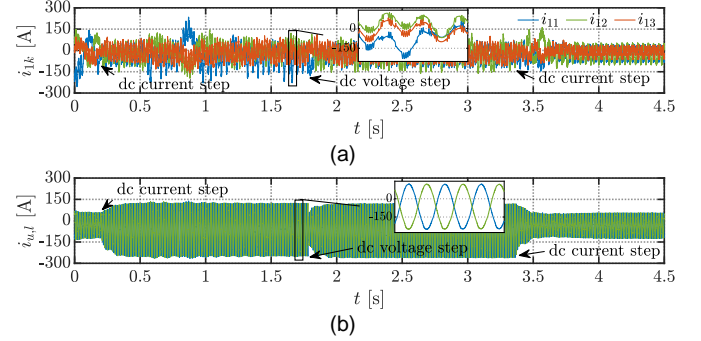 300
150
0
-150
300
i1k [A]
0
-150
i11 i12 i13
dc current step
dc voltage step
dc current step
0 0.5 1 1.5 2 2.5 3 3.5 4 4.5
t [s]
(a)
300
150
0
-150
-300
iu,l [A]
dc current step
0
-150
dc voltage step
dc current step
0 0.5 1 1.5 2 2.5 3 3.5 4 4.5
t [s]
(b)